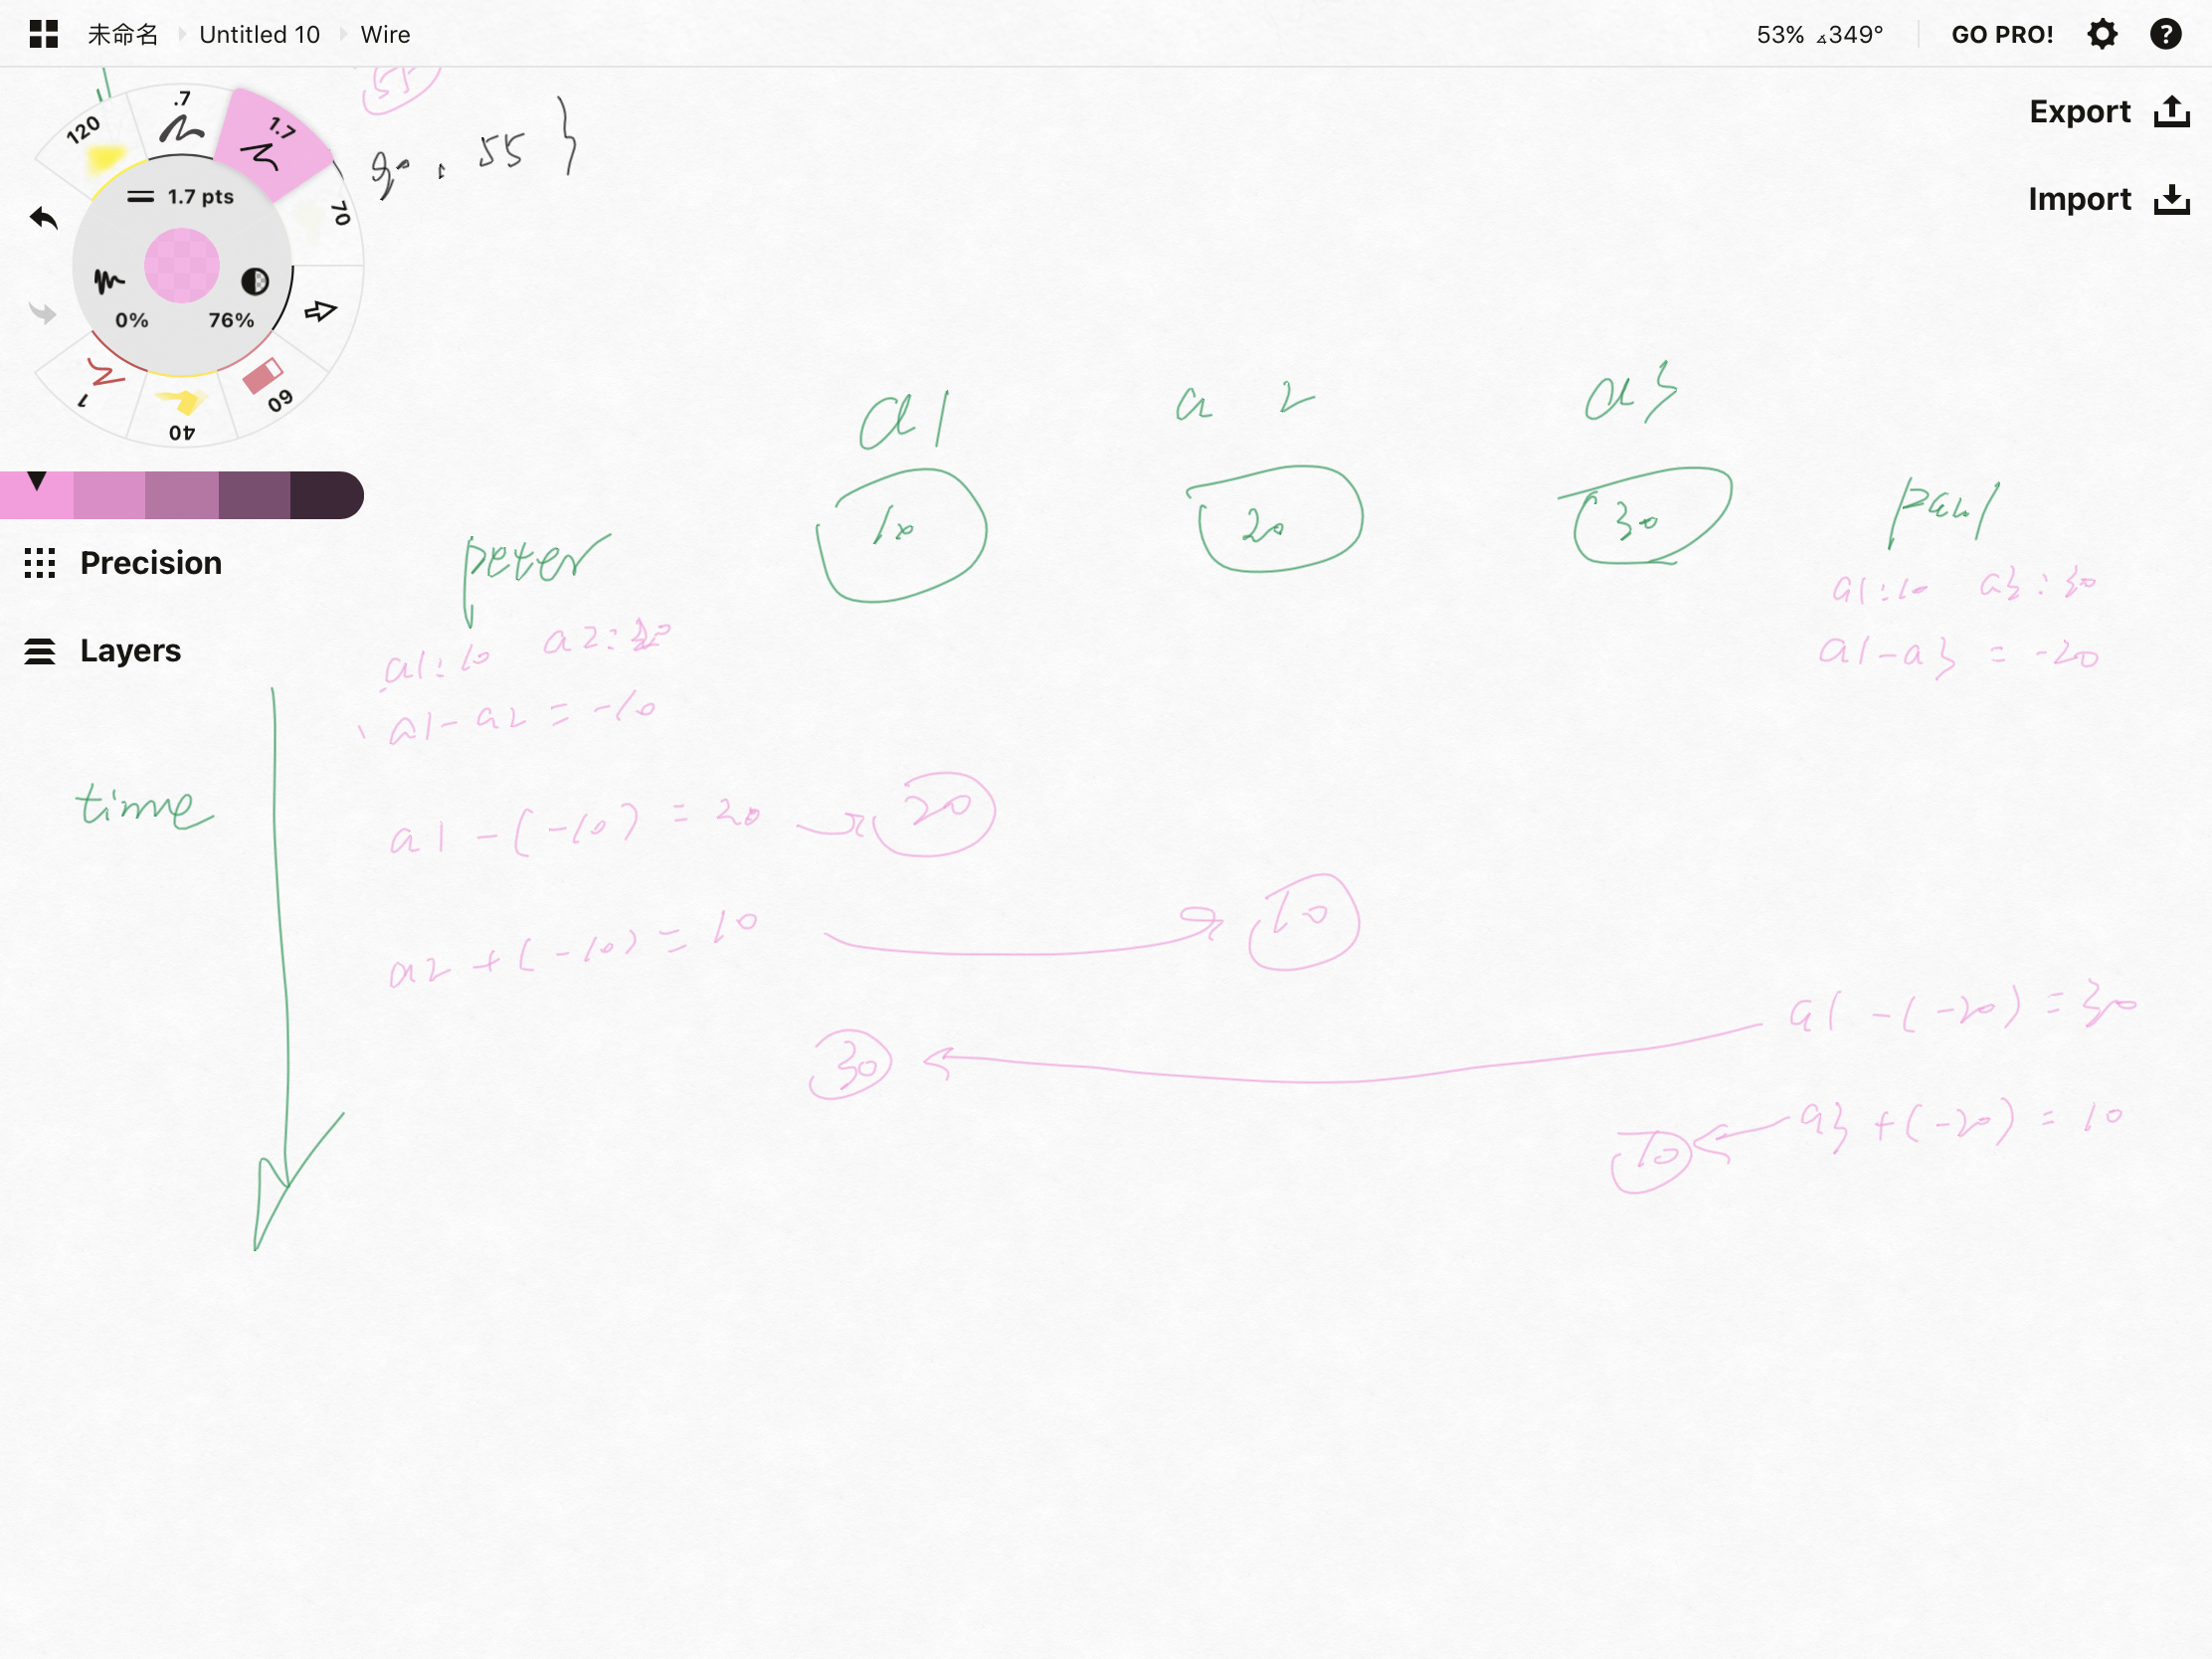 未命名 Untitled 10 Wire 53% ∡349° GO PRO!
Export
Import
120 .7 1.7 70 60 40 1
1.7 pts
0% 76%
55
90 . 55 }
Precision
Layers
a1 a2 a3
peter 10 20 30 paul
a1:10 a2:20
a1:10 a3:30
a1-a2 = -10
a1-a3 = -20
time
a1-(-10) = 20 20
a2+(-10) = 10 10
30 a1-(-20) = 30
10 a3+(-20) = 10